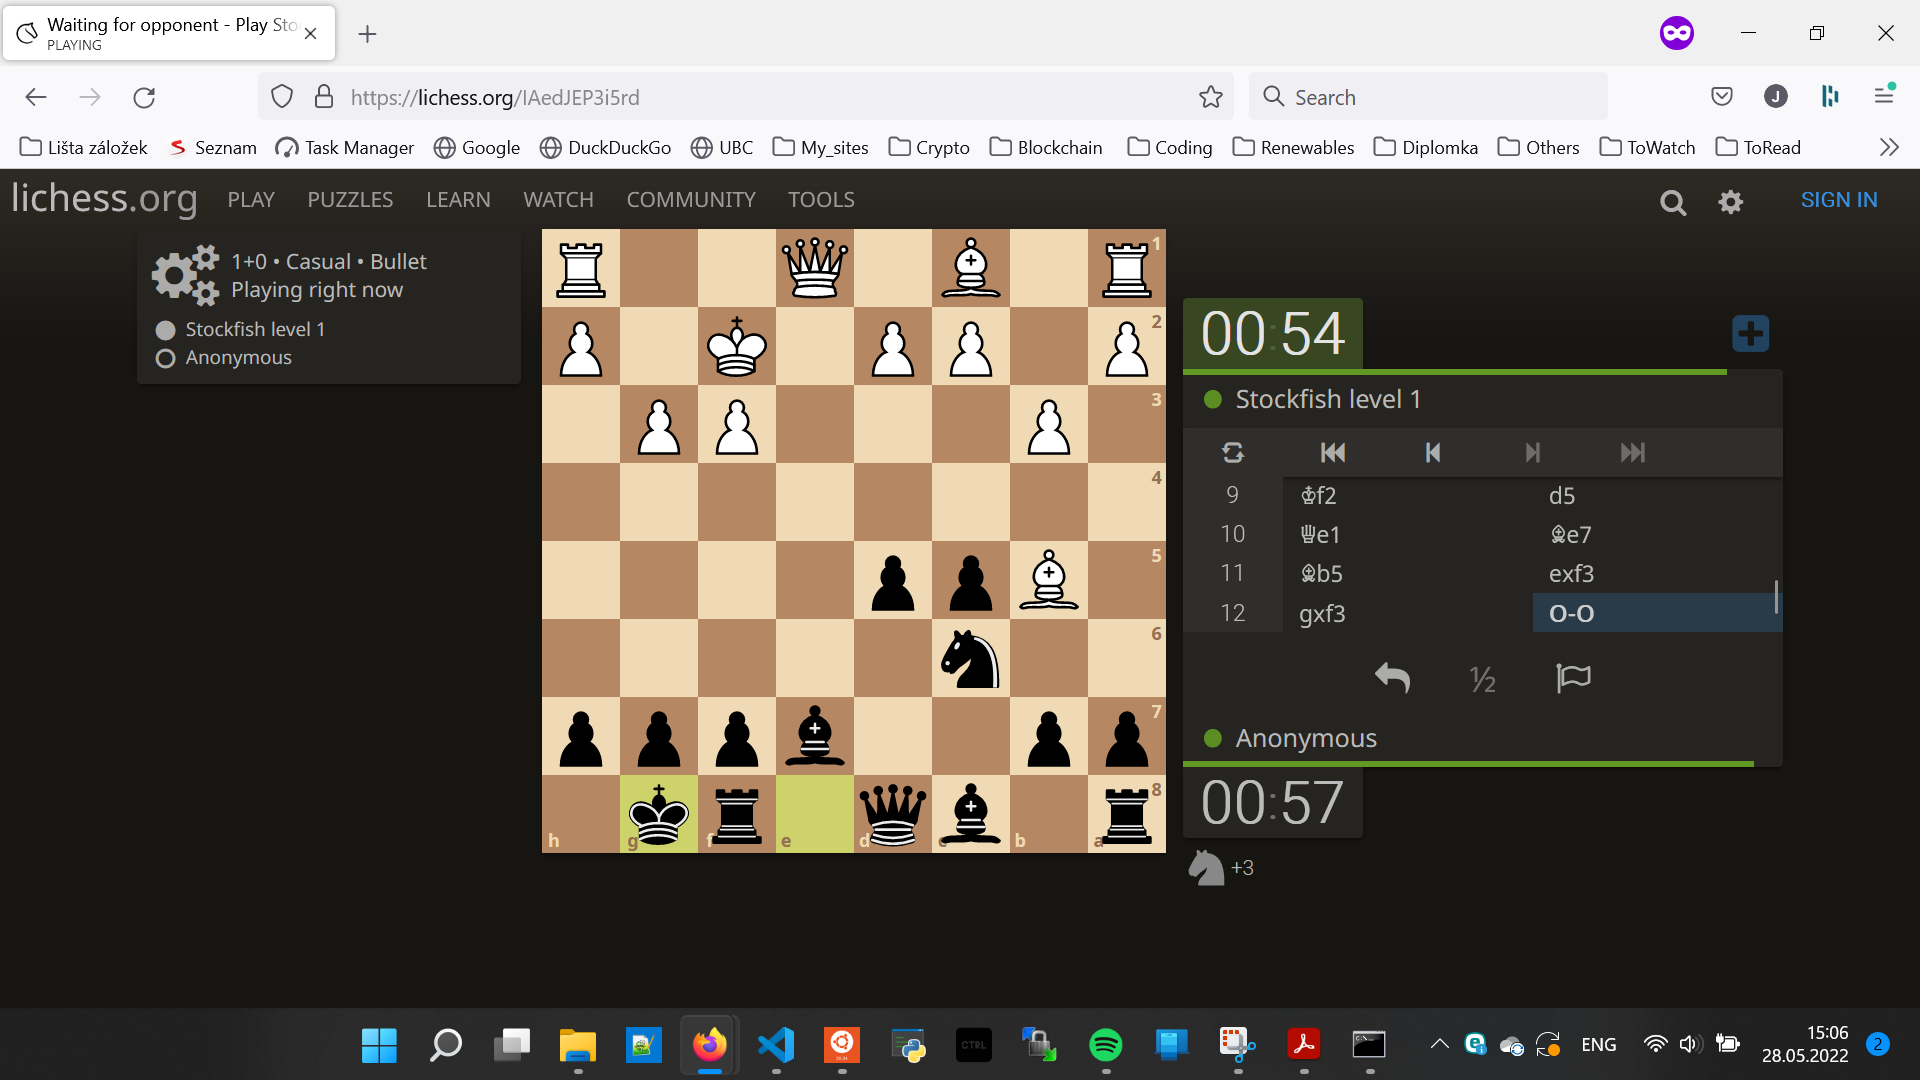 Waiting for opponent - Play Sto
PLAYING
https://lichess.org/IAedJEP3i5rd
Search
J
Lišta záložek
Seznam
Task Manager
Google
DuckDuckGo
UBC
My_sites
Crypto
Blockchain
Coding
Renewables
Diplomka
Others
ToWatch
ToRead
lichess.org
PLAY
PUZZLES
LEARN
WATCH
COMMUNITY
TOOLS
SIGN IN
1+0 • Casual • Bullet
Playing right now
Stockfish level 1
Anonymous
1
2
3
4
5
6
7
8
h
g
f
e
d
c
b
a
00:54
Stockfish level 1
9 ♔f2 d5
10 ♕e1 ♗e7
11 ♗b5 exf3
12 gxf3 O-O
½
Anonymous
00:57
+3
CTRL
ENG
15:06
28.05.2022
2